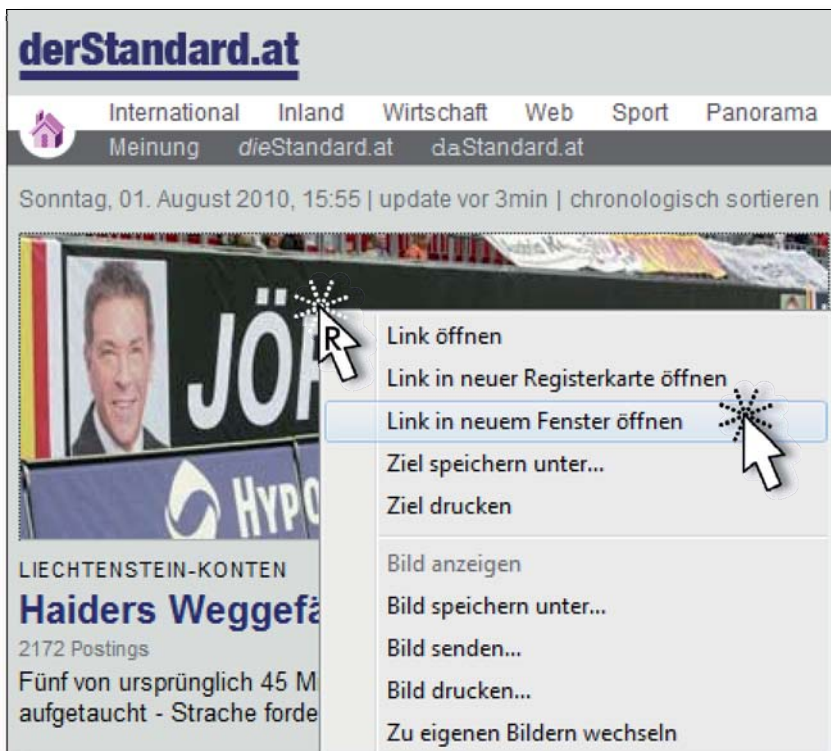 derStandard.at
International Inland Wirtschaft Web Sport Panorama
Meinung dieStandard.at daStandard.at
Sonntag, 01. August 2010, 15:55 | update vor 3min | chronologisch sortieren |
JÖ
HYPO
R
Link öffnen
Link in neuer Registerkarte öffnen
Link in neuem Fenster öffnen
Ziel speichern unter...
Ziel drucken
Bild anzeigen
Bild speichern unter...
Bild senden...
Bild drucken...
Zu eigenen Bildern wechseln
LIECHTENSTEIN-KONTEN
Haiders Weggefä
2172 Postings
Fünf von ursprünglich 45 M
aufgetaucht - Strache forde